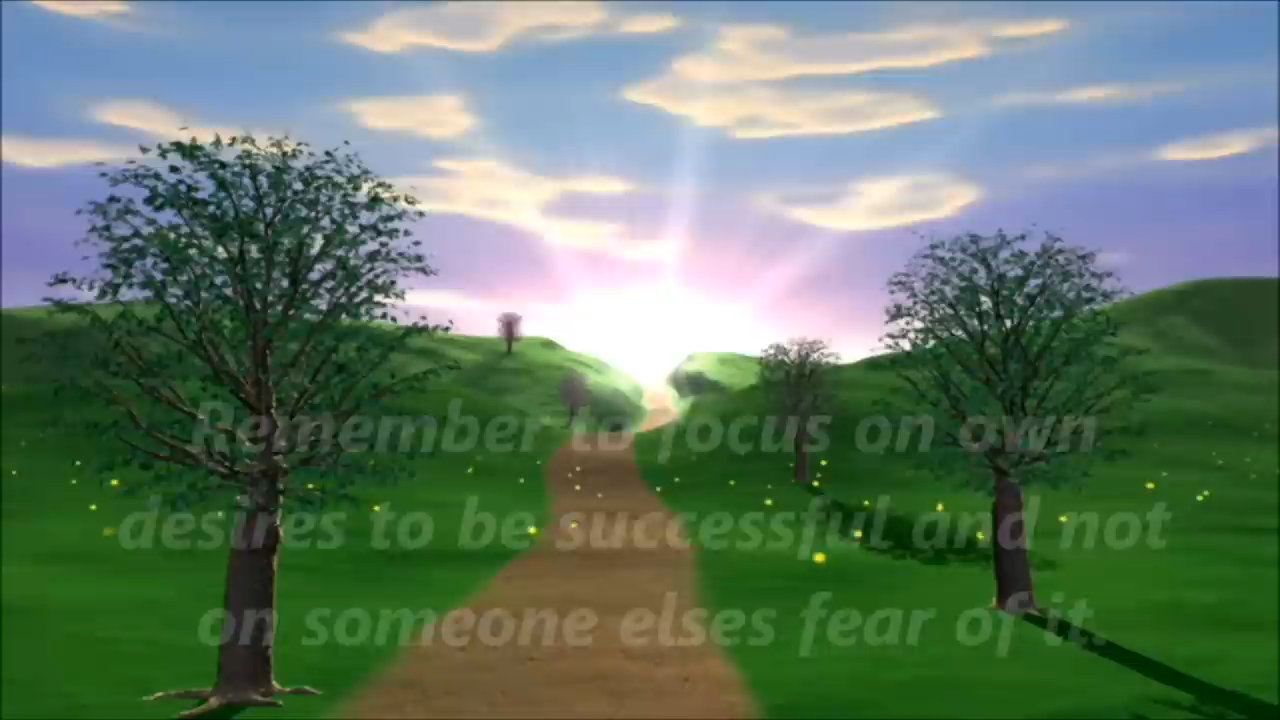 Remember to focus on own
desires to be successful and not
on someone elses fear of it.